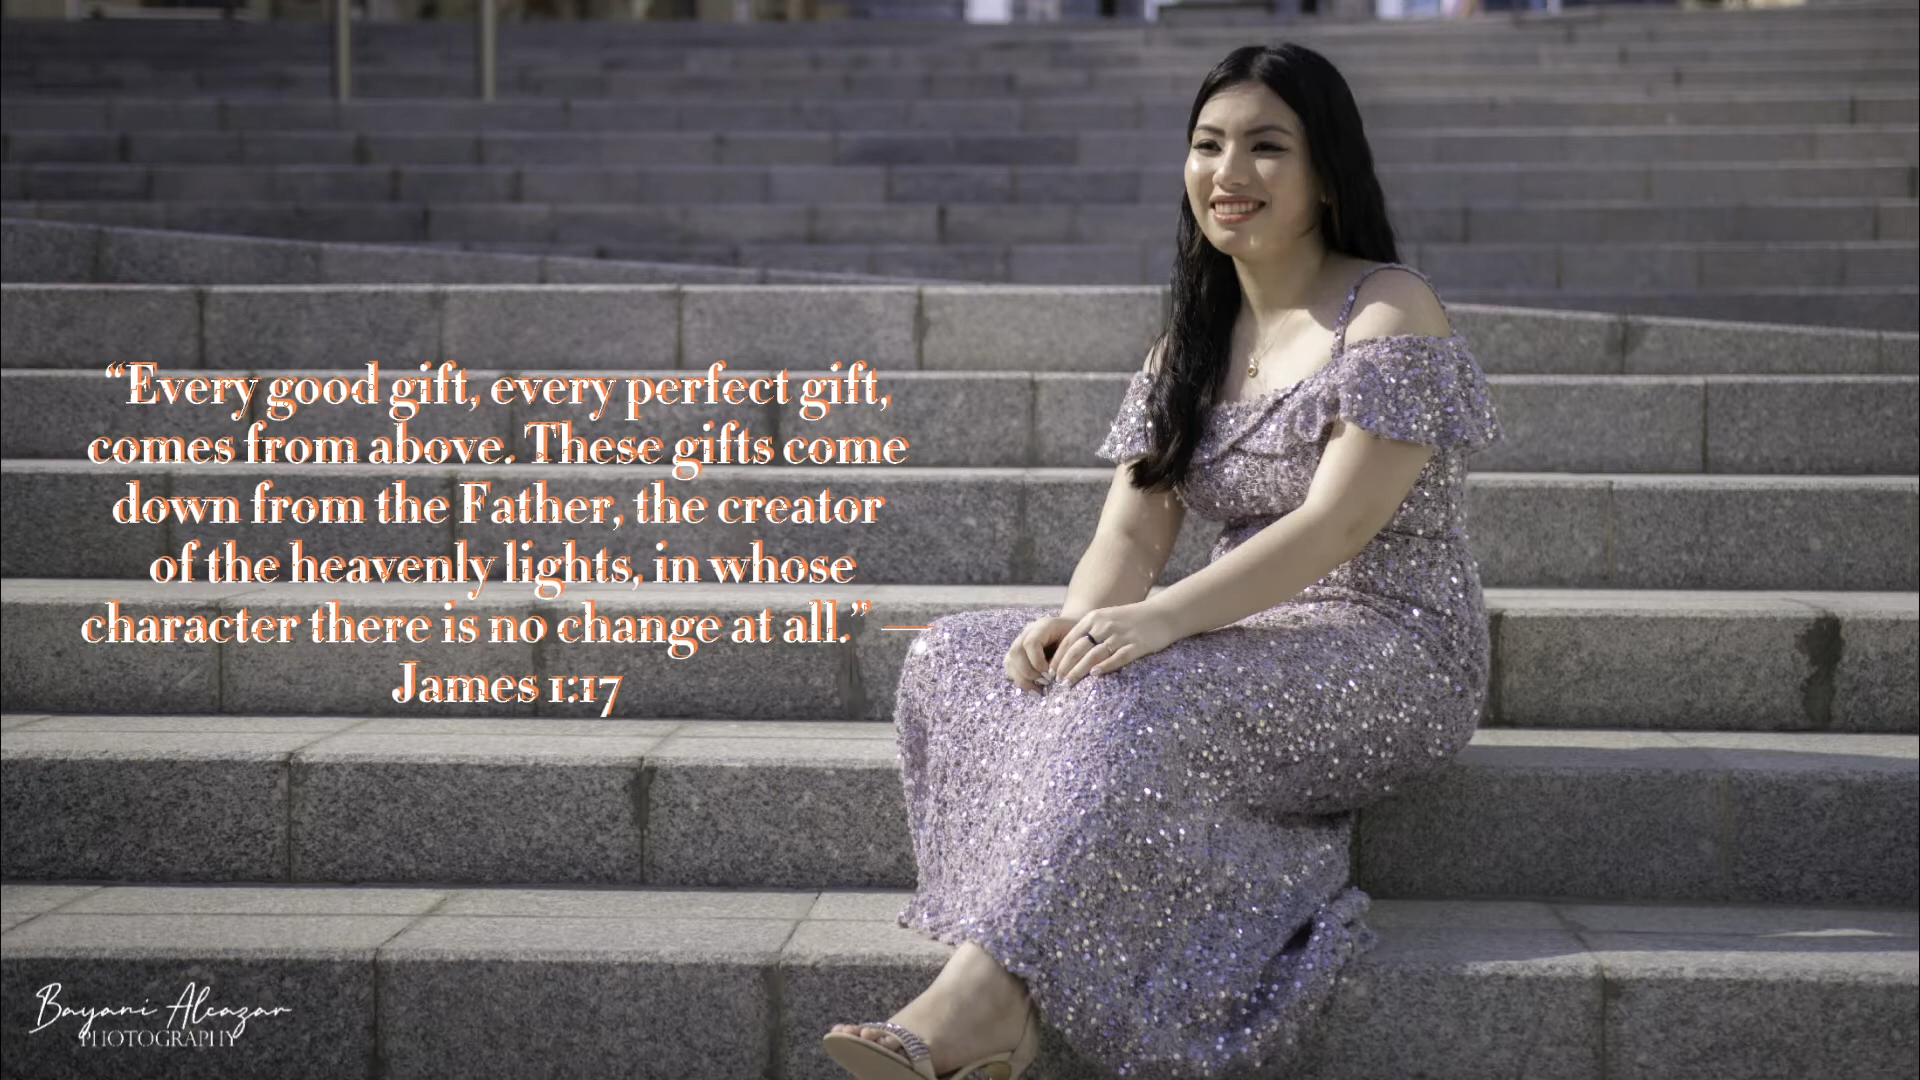 “Every good gift, every perfect gift,
comes from above. These gifts come
down from the Father, the creator
of the heavenly lights, in whose
character there is no change at all.” —
James 1:17
Bayani Alcazar
PHOTOGRAPHY